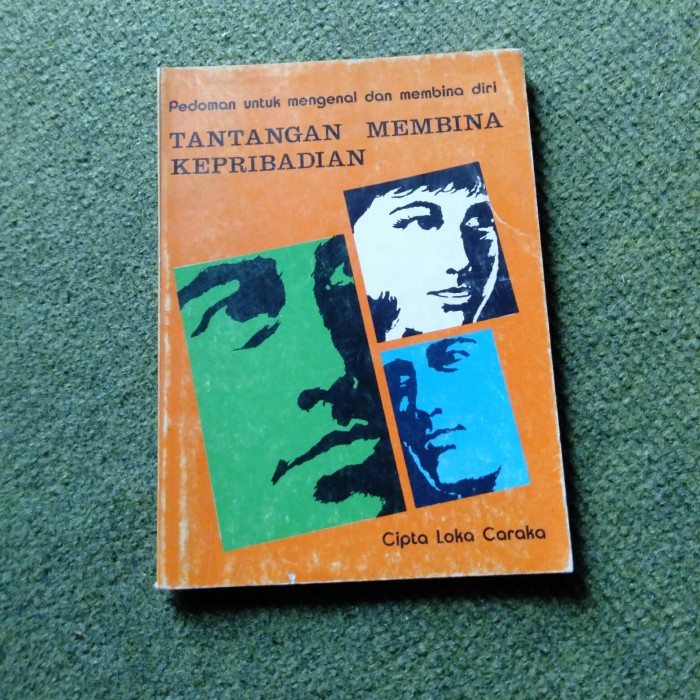 Pedoman untuk mengenal dan membina diri
TANTANGAN MEMBINA
KEPRIBADIAN
Cipta Loka Caraka